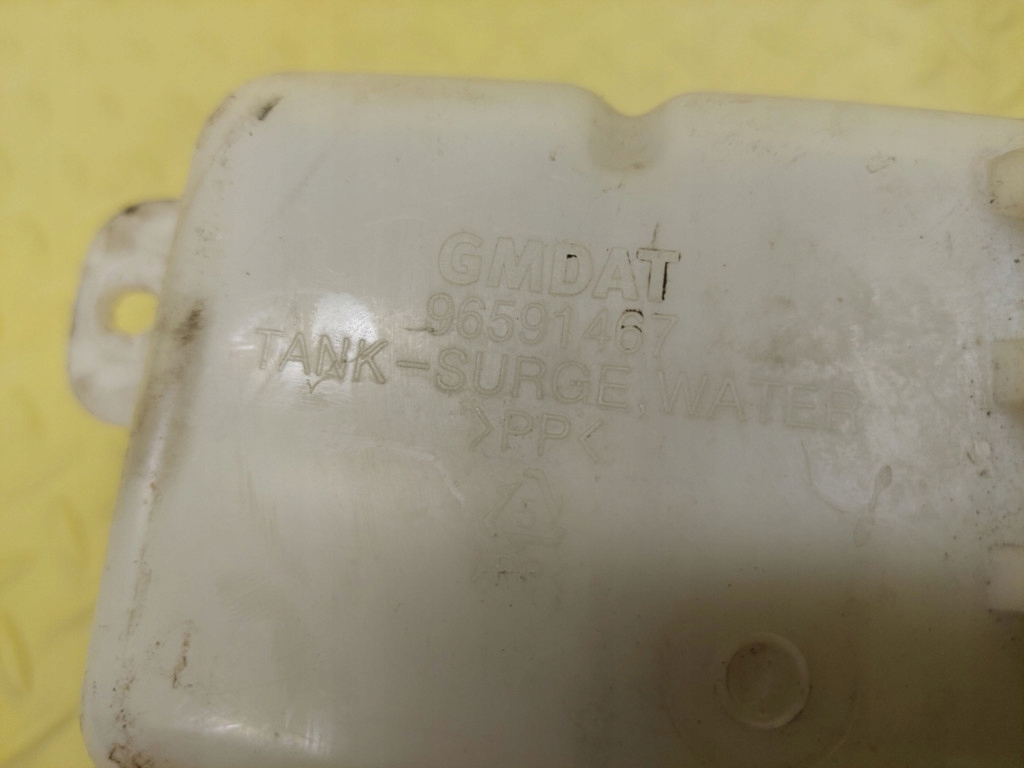 GMDAT
96591467
TANK-SURGE, WATER
>PP<